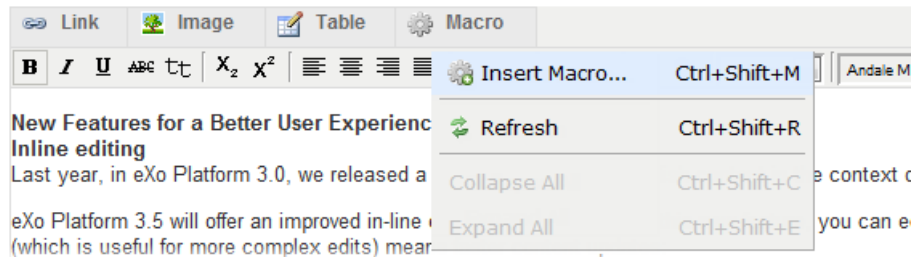 Link Image Table Macro
B I U ABC tt X2 X2 Andale M
Insert Macro... Ctrl+Shift+M
New Features for a Better User Experienc
Refresh Ctrl+Shift+R
Inline editing
Last year, in eXo Platform 3.0, we released a e context
Collapse All Ctrl+Shift+C
eXo Platform 3.5 will offer an improved in-line you can e
Expand All Ctrl+Shift+E
(which is useful for more complex edits) mear